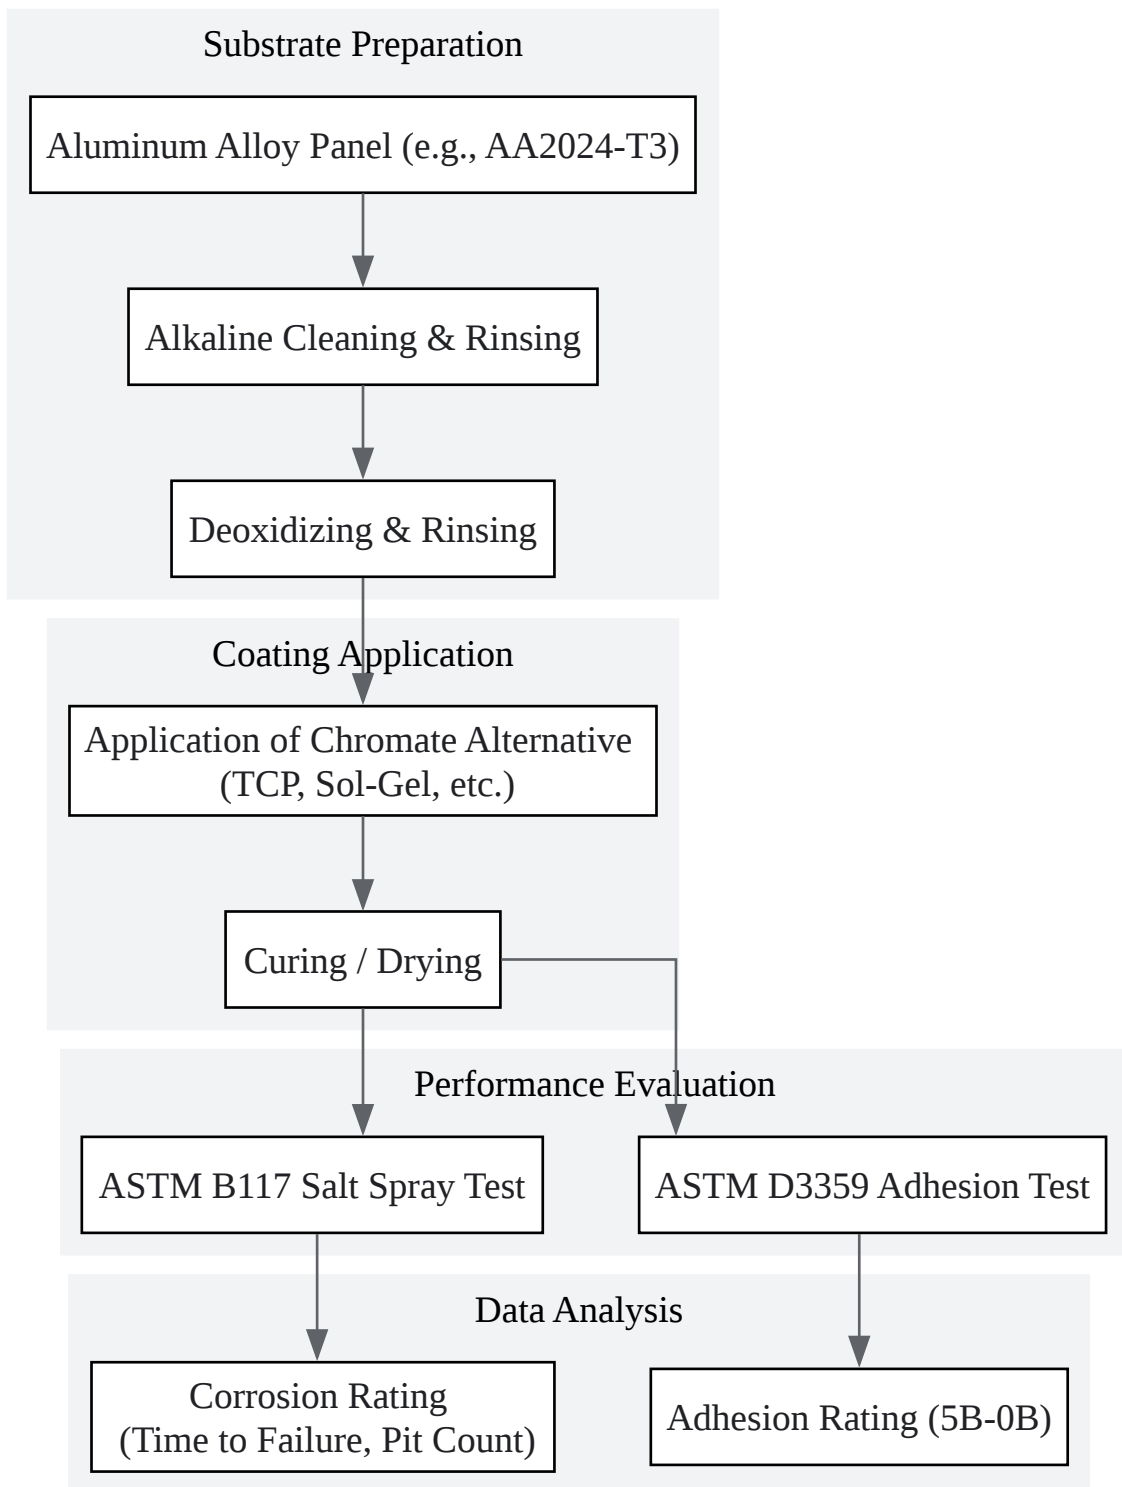 Substrate Preparation
Aluminum Alloy Panel (e.g., AA2024-T3)
Alkaline Cleaning & Rinsing
Deoxidizing & Rinsing
Coating Application
Application of Chromate Alternative
(TCP, Sol-Gel, etc.)
Curing / Drying
Performance Evaluation
ASTM B117 Salt Spray Test
ASTM D3359 Adhesion Test
Data Analysis
Corrosion Rating
(Time to Failure, Pit Count)
Adhesion Rating (5B-0B)